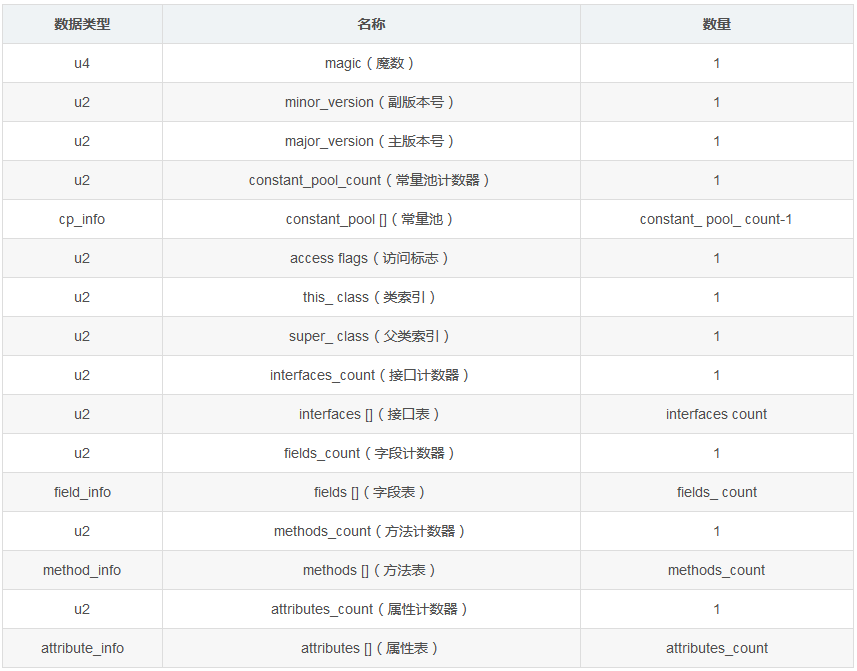 数据类型 名称 数量
u4 magic（魔数） 1
u2 minor_version（副版本号） 1
u2 major_version（主版本号） 1
u2 constant_pool_count（常量池计数器） 1
cp_info constant_pool []（常量池） constant_ pool_ count-1
u2 access flags（访问标志） 1
u2 this_ class（类索引） 1
u2 super_ class（父类索引） 1
u2 interfaces_count（接口计数器） 1
u2 interfaces []（接口表） interfaces count
u2 fields_count（字段计数器） 1
field_info fields []（字段表） fields_ count
u2 methods_count（方法计数器） 1
method_info methods []（方法表） methods_count
u2 attributes_count（属性计数器） 1
attribute_info attributes []（属性表） attributes_count